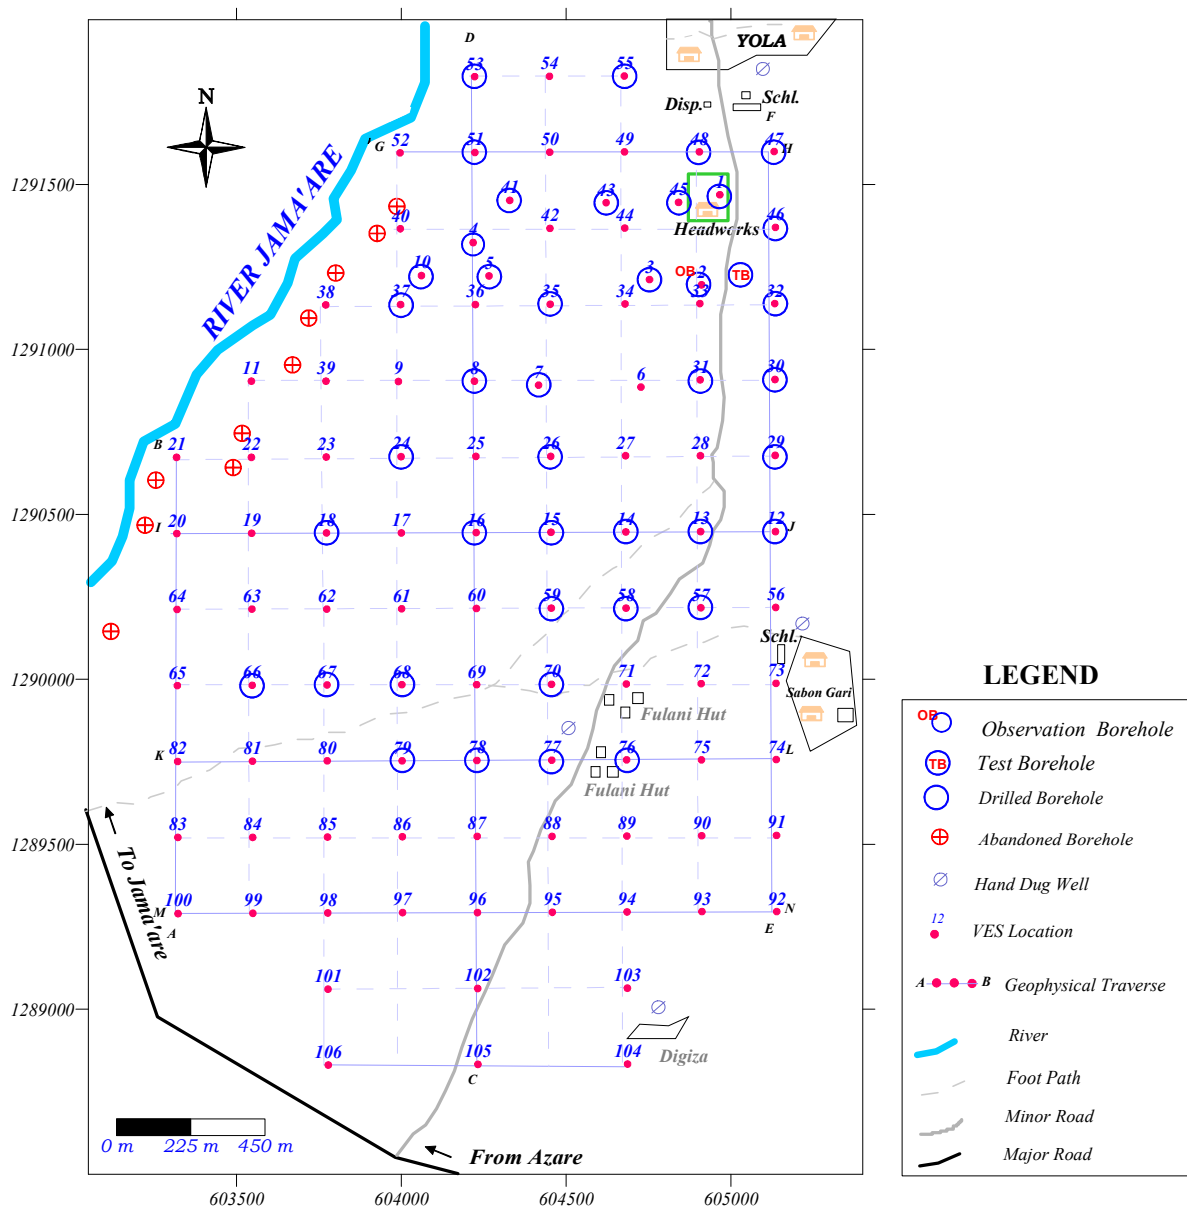 D
YOLA
53 54 55
Disp. Schl.
F
N
G 52 51 50 49 48 47 H
1291500
RIVER JAMA'ARE
41 43 45 1
40 42 44 46
Headworks
4
10 5 3 OB 2 TB
38 37 36 35 34 33 32
1291000
11 39 9 8 7 6 31 30
B 21 22 23 24 25 26 27 28 29
1290500
I 20 19 18 17 16 15 14 13 12 J
64 63 62 61 60 59 58 57 56
Schl.
65 66 67 68 69 70 71 72 73
1290000
Sabon Gari
Fulani Hut
K 82 81 80 79 78 77 76 75 74 L
Fulani Hut
83 84 85 86 87 88 89 90 91
1289500
To Jama'are
M 100 99 98 97 96 95 94 93 92 N
A E
101 102 103
1289000
Digiza
106 105 104
C
0 m 225 m 450 m
From Azare
603500 604000 604500 605000
LEGEND
OB Observation Borehole
TB Test Borehole
Drilled Borehole
Abandoned Borehole
Hand Dug Well
12 VES Location
A B Geophysical Traverse
River
Foot Path
Minor Road
Major Road